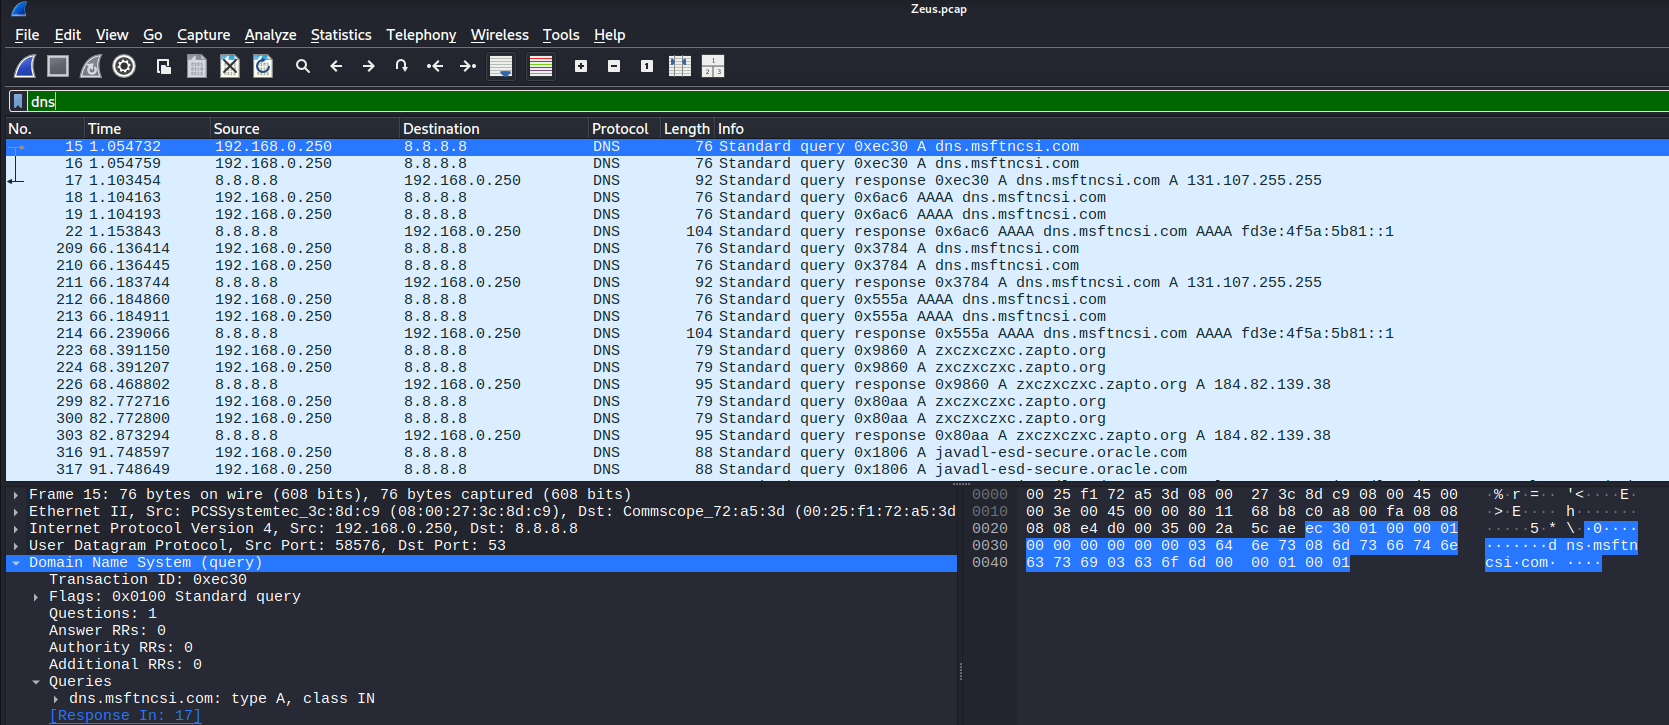 Zeus.pcap
File Edit View Go Capture Analyze Statistics Telephony Wireless Tools Help
dns
No. Time Source Destination Protocol Length Info
15 1.054732 192.168.0.250 8.8.8.8 DNS 76 Standard query 0xec30 A dns.msftncsi.com
16 1.054759 192.168.0.250 8.8.8.8 DNS 76 Standard query 0xec30 A dns.msftncsi.com
17 1.103454 8.8.8.8 192.168.0.250 DNS 92 Standard query response 0xec30 A dns.msftncsi.com A 131.107.255.255
18 1.104163 192.168.0.250 8.8.8.8 DNS 76 Standard query 0x6ac6 AAAA dns.msftncsi.com
19 1.104193 192.168.0.250 8.8.8.8 DNS 76 Standard query 0x6ac6 AAAA dns.msftncsi.com
22 1.153843 8.8.8.8 192.168.0.250 DNS 104 Standard query response 0x6ac6 AAAA dns.msftncsi.com AAAA fd3e:4f5a:5b81::1
209 66.136414 192.168.0.250 8.8.8.8 DNS 76 Standard query 0x3784 A dns.msftncsi.com
210 66.136445 192.168.0.250 8.8.8.8 DNS 76 Standard query 0x3784 A dns.msftncsi.com
211 66.183744 8.8.8.8 192.168.0.250 DNS 92 Standard query response 0x3784 A dns.msftncsi.com A 131.107.255.255
212 66.184860 192.168.0.250 8.8.8.8 DNS 76 Standard query 0x555a AAAA dns.msftncsi.com
213 66.184911 192.168.0.250 8.8.8.8 DNS 76 Standard query 0x555a AAAA dns.msftncsi.com
214 66.239066 8.8.8.8 192.168.0.250 DNS 104 Standard query response 0x555a AAAA dns.msftncsi.com AAAA fd3e:4f5a:5b81::1
223 68.391150 192.168.0.250 8.8.8.8 DNS 79 Standard query 0x9860 A zxczxczxc.zapto.org
224 68.391207 192.168.0.250 8.8.8.8 DNS 79 Standard query 0x9860 A zxczxczxc.zapto.org
226 68.468802 8.8.8.8 192.168.0.250 DNS 95 Standard query response 0x9860 A zxczxczxc.zapto.org A 184.82.139.38
299 82.772716 192.168.0.250 8.8.8.8 DNS 79 Standard query 0x80aa A zxczxczxc.zapto.org
300 82.772800 192.168.0.250 8.8.8.8 DNS 79 Standard query 0x80aa A zxczxczxc.zapto.org
303 82.873294 8.8.8.8 192.168.0.250 DNS 95 Standard query response 0x80aa A zxczxczxc.zapto.org A 184.82.139.38
316 91.748597 192.168.0.250 8.8.8.8 DNS 88 Standard query 0x1806 A javadl-esd-secure.oracle.com
317 91.748649 192.168.0.250 8.8.8.8 DNS 88 Standard query 0x1806 A javadl-esd-secure.oracle.com
Frame 15: 76 bytes on wire (608 bits), 76 bytes captured (608 bits)
Ethernet II, Src: PCSSystemtec_3c:8d:c9 (08:00:27:3c:8d:c9), Dst: Commscope_72:a5:3d (00:25:f1:72:a5:3d
Internet Protocol Version 4, Src: 192.168.0.250, Dst: 8.8.8.8
User Datagram Protocol, Src Port: 58576, Dst Port: 53
Domain Name System (query)
Transaction ID: 0xec30
Flags: 0x0100 Standard query
Questions: 1
Answer RRs: 0
Authority RRs: 0
Additional RRs: 0
Queries
dns.msftncsi.com: type A, class IN
[Response In: 17]
0000 00 25 f1 72 a5 3d 08 00 27 3c 8d c9 08 00 45 00 ·%·r·=·· '<····E·
0010 00 3e 00 45 00 00 80 11 68 b8 c0 a8 00 fa 08 08 ·>·E···· h·······
0020 08 08 e4 d0 00 35 00 2a 5c ae ec 30 01 00 00 01 ·····5·* \··0····
0030 00 00 00 00 00 00 03 64 6e 73 08 6d 73 66 74 6e ·······d ns·msftn
0040 63 73 69 03 63 6f 6d 00 00 01 00 01 csi·com· ····